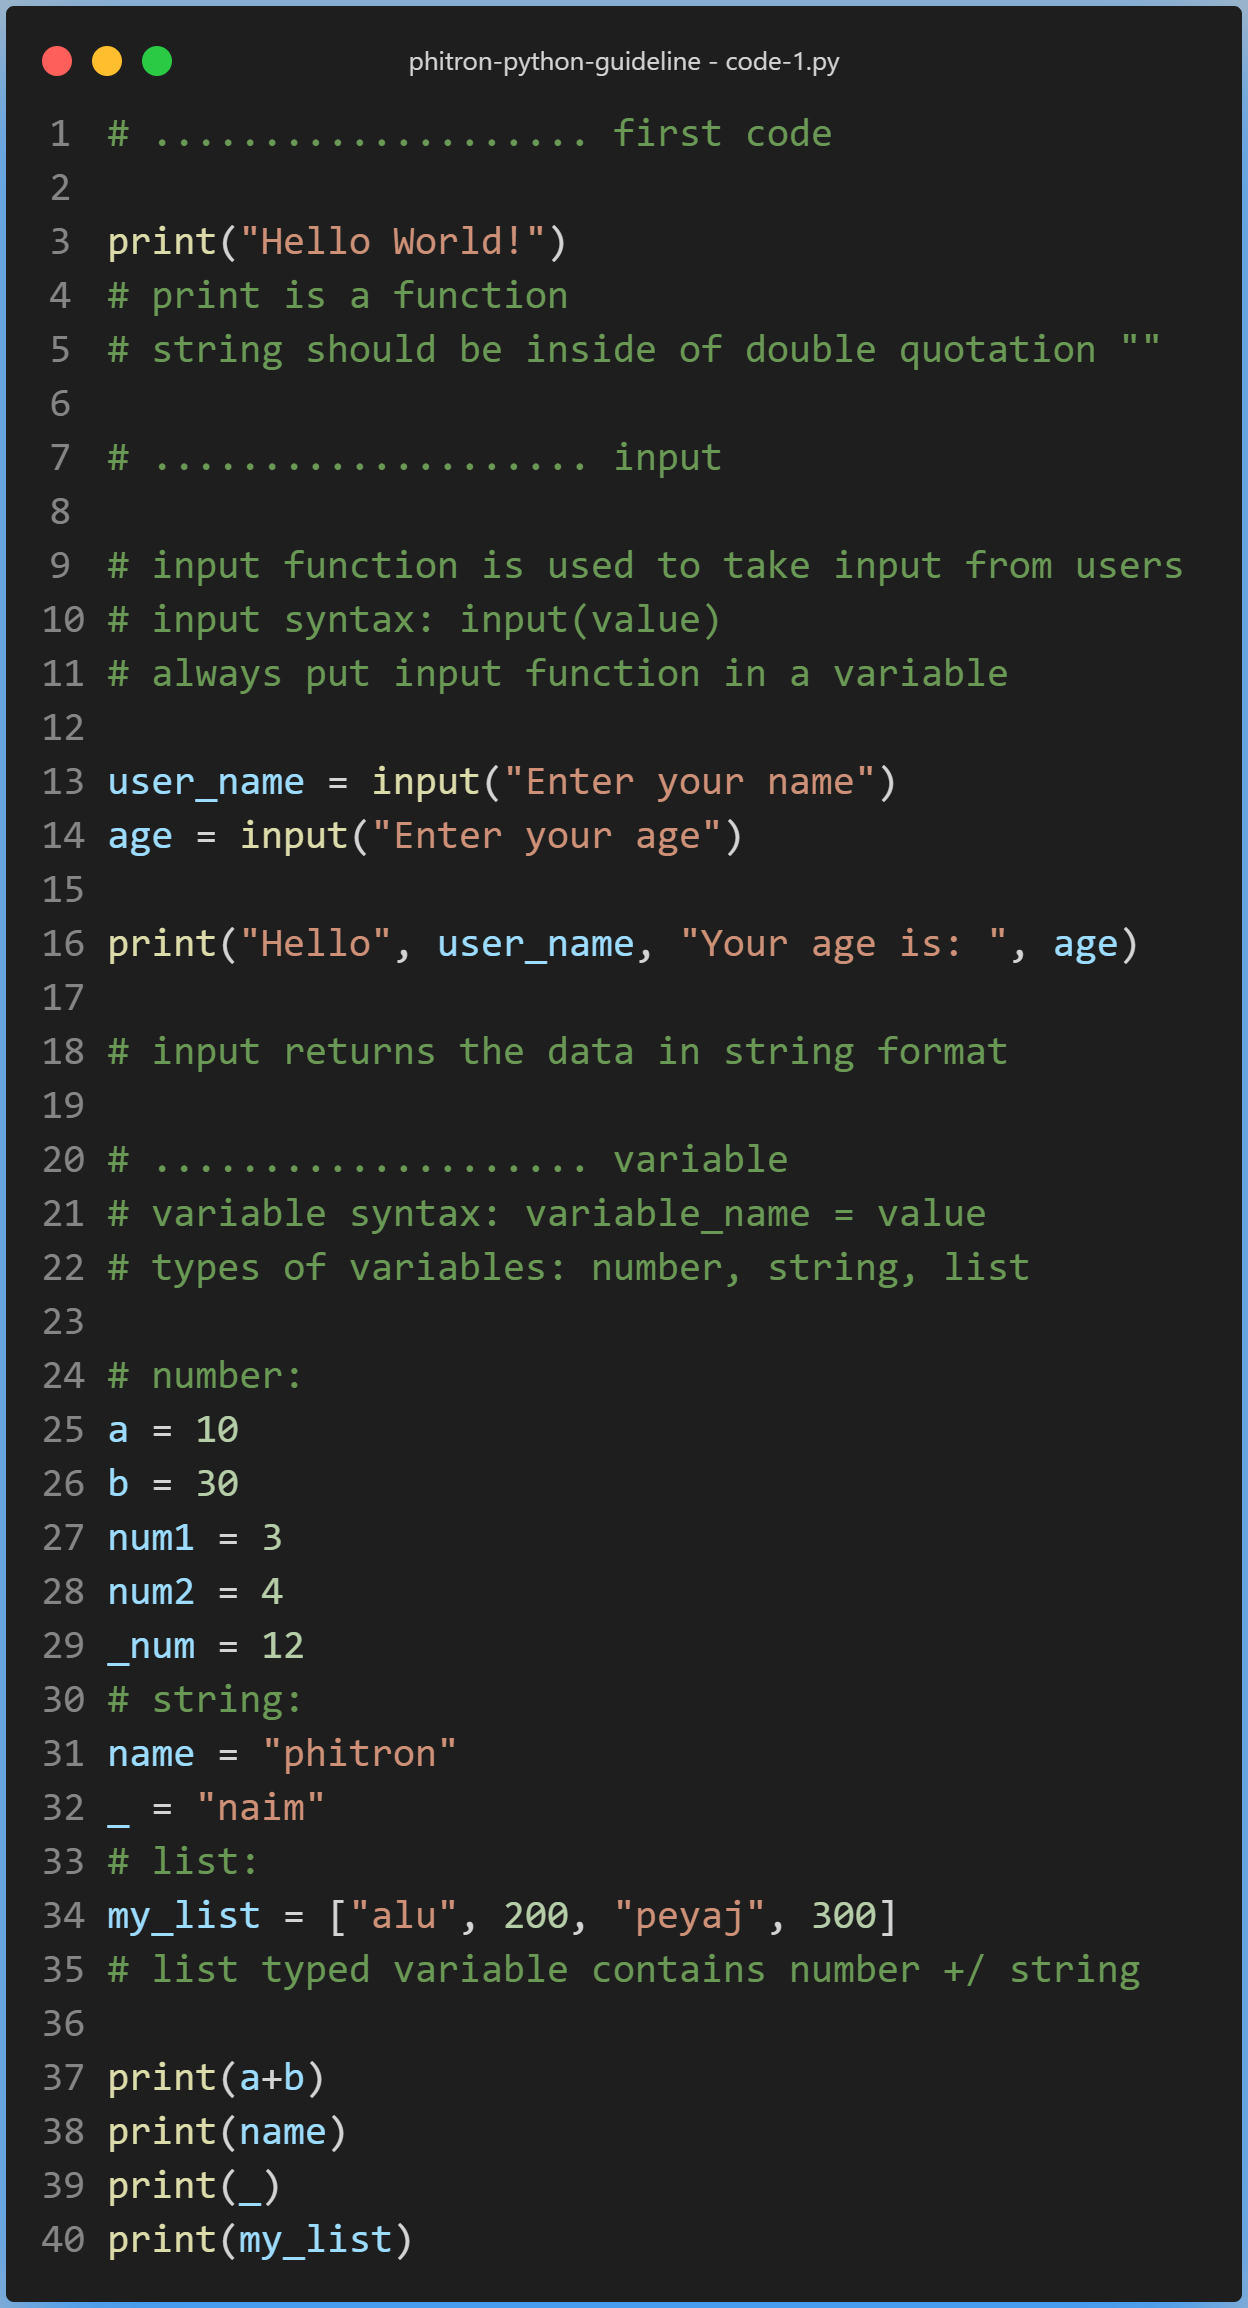 phitron-python-guideline - code-1.py
1 # .................... first code
2
3 print("Hello World!")
4 # print is a function
5 # string should be inside of double quotation ""
6
7 # .................... input
8
9 # input function is used to take input from users
10 # input syntax: input(value)
11 # always put input function in a variable
12
13 user_name = input("Enter your name")
14 age = input("Enter your age")
15
16 print("Hello", user_name, "Your age is: ", age)
17
18 # input returns the data in string format
19
20 # .................... variable
21 # variable syntax: variable_name = value
22 # types of variables: number, string, list
23
24 # number:
25 a = 10
26 b = 30
27 num1 = 3
28 num2 = 4
29 _num = 12
30 # string:
31 name = "phitron"
32 _ = "naim"
33 # list:
34 my_list = ["alu", 200, "peyaj", 300]
35 # list typed variable contains number +/ string
36
37 print(a+b)
38 print(name)
39 print(_)
40 print(my_list)